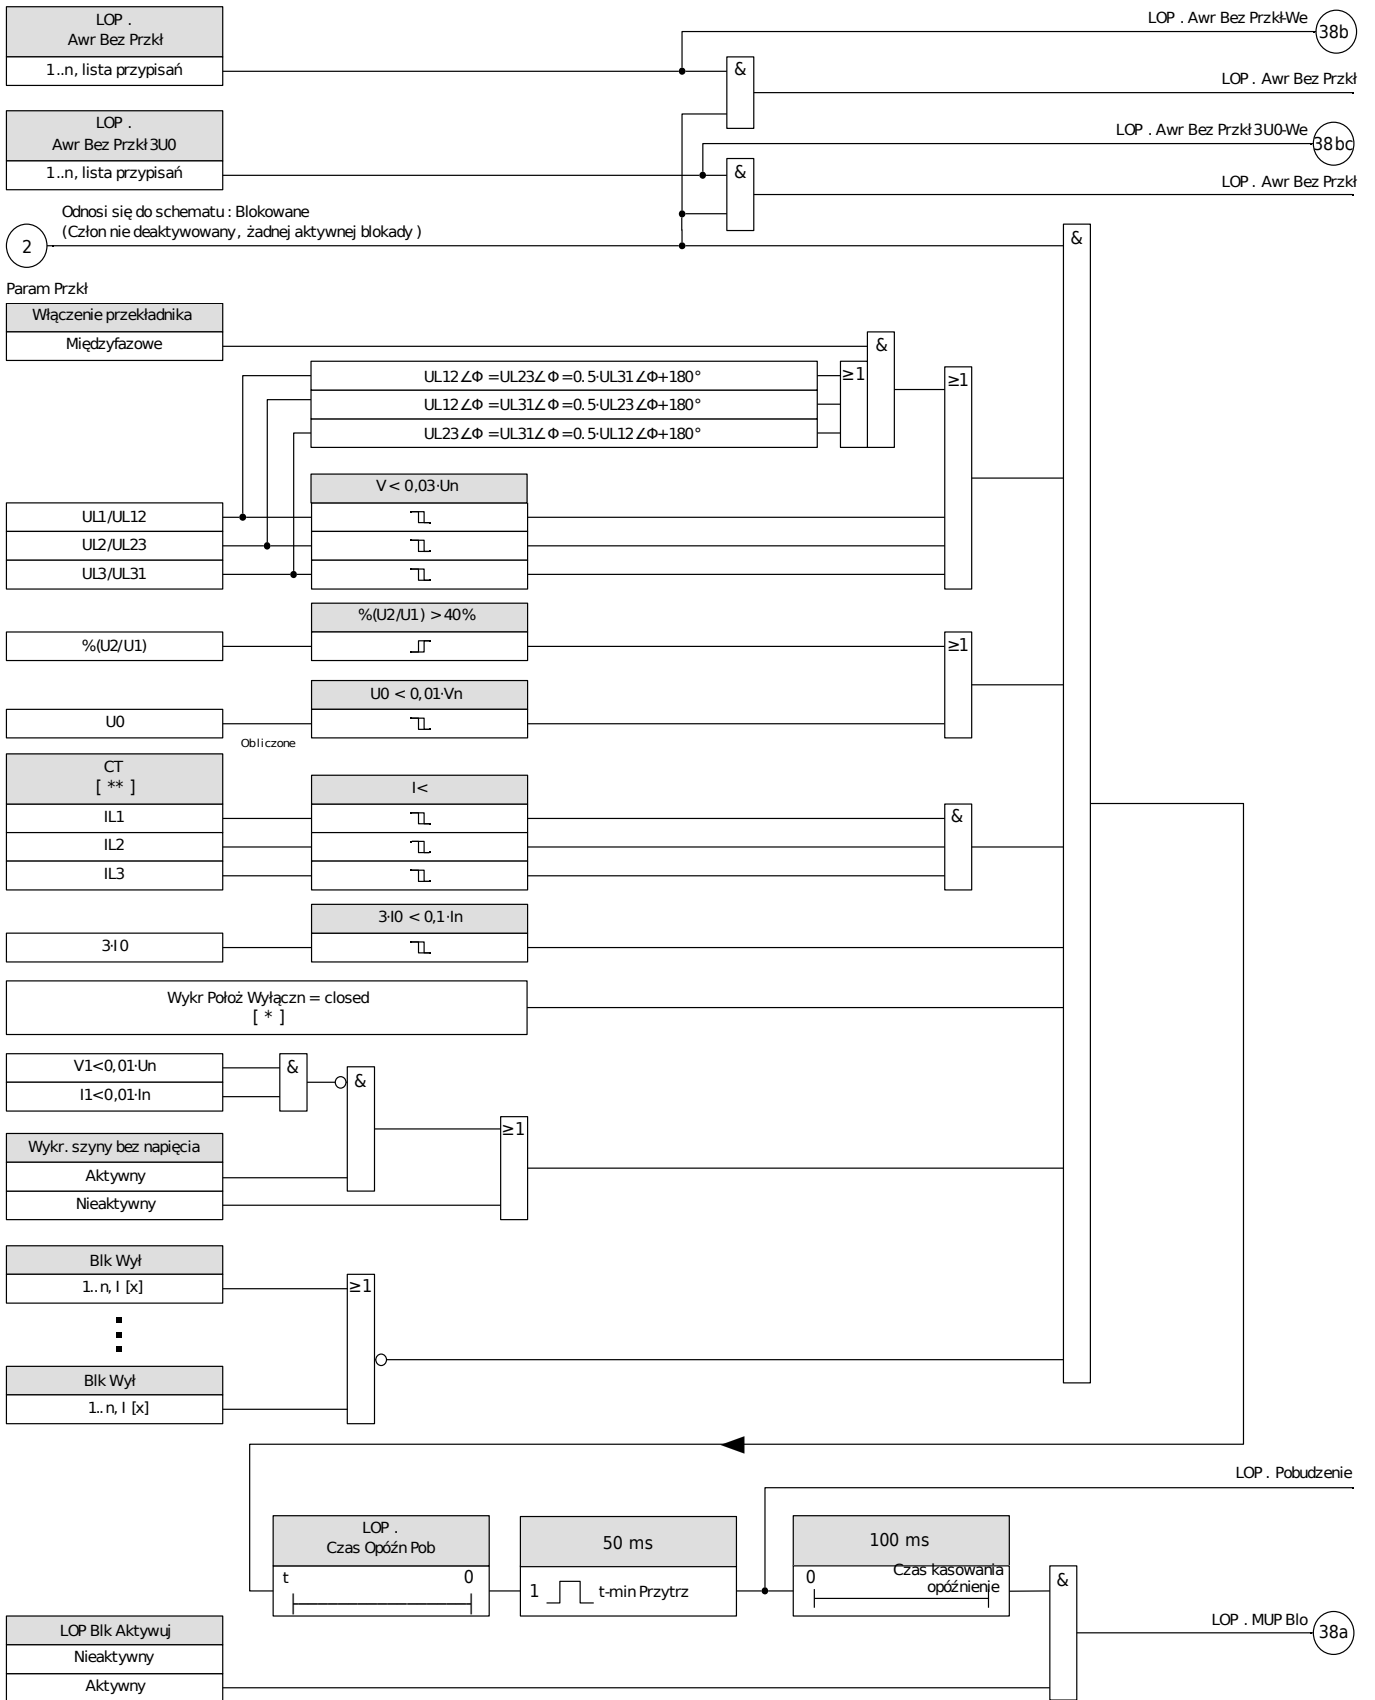 LOP .
Awr Bez Przkł
1..n, lista przypisań
LOP . Awr Bez Przkł-We
38b
&
LOP . Awr Bez Przkł
LOP .
Awr Bez Przkł 3U0
1..n, lista przypisań
LOP . Awr Bez Przkł 3U0-We
38bc
&
LOP . Awr Bez Przkł
Odnosi się do schematu : Blokowane
(Człon nie deaktywowany, żadnej aktywnej blokady )
2
&
Param Przkł
Włączenie przekładnika
Międzyfazowe
&
UL12∠Φ =UL23∠Φ =0.5·UL31∠Φ+180°
UL12∠Φ =UL31∠Φ =0.5·UL23∠Φ+180°
UL23∠Φ =UL31∠Φ =0.5·UL12∠Φ+180°
≥1
≥1
V < 0,03·Un
UL1/UL12
UL2/UL23
UL3/UL31
%(U2/U1) > 40%
%(U2/U1)
≥1
U0 < 0,01·Vn
U0
Obliczone
CT
[ ** ]
I<
IL1
IL2
IL3
&
3·I0 < 0,1·In
3·I0
Wykr Położ Wyłączn = closed
[ * ]
V1<0,01·Un
I1<0,01·In
&
&
Wykr. szyny bez napięcia
Aktywny
Nieaktywny
≥1
Blk Wył
1..n, I [x]
≥1
Blk Wył
1..n, I [x]
LOP . Pobudzenie
LOP .
Czas Opóźn Pob
t 0
50 ms
1 t-min Przytrz
100 ms
0 Czas kasowania
opóźnienie
&
LOP Blk Aktywuj
Nieaktywny
Aktywny
LOP . MUP Blo
38a